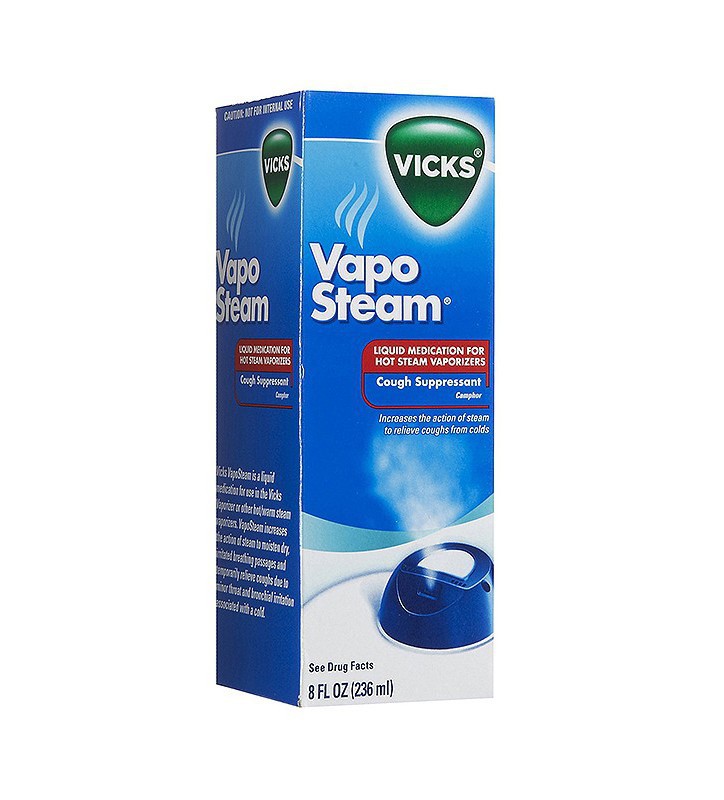 CAUTION: NOT FOR INTERNAL USE
VICKS
Vapo
Steam
LIQUID MEDICATION FOR
HOT STEAM VAPORIZERS
Cough Suppressant
Camphor
Vicks VapoSteam is a liquid
medication for use in the Vicks
Vaporizer or other hot/warm steam
vaporizers. VapoSteam increases
the action of steam to moisten dry,
irritated breathing passages and
temporarily relieve coughs due to
minor throat and bronchial irritation
associated with a cold.
VICKS®
Vapo
Steam®
LIQUID MEDICATION FOR
HOT STEAM VAPORIZERS
Cough Suppressant
Camphor
Increases the action of steam
to relieve coughs from colds
See Drug Facts
8 FL OZ (236 ml)